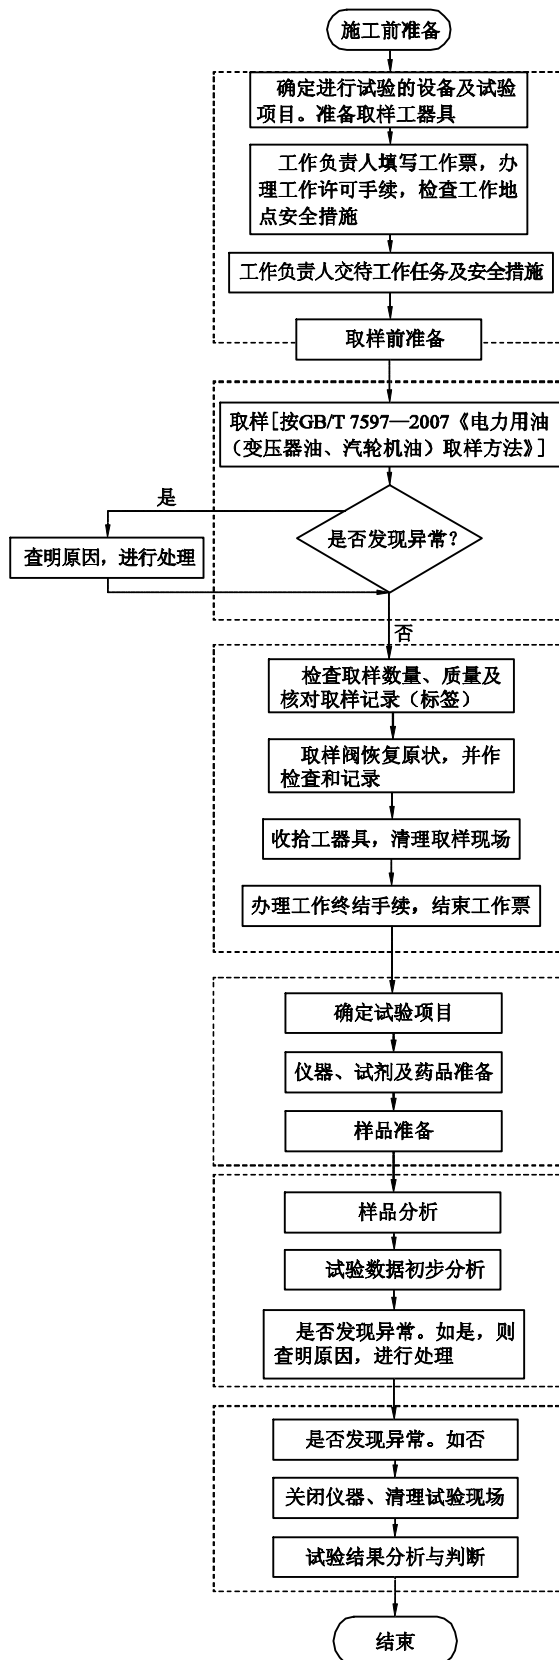 施工前准备
确定进行试验的设备及试验
项目。准备取样工器具
工作负责人填写工作票，办
理工作许可手续，检查工作地
点安全措施
工作负责人交待工作任务及安全措施
取样前准备
取样[按GB/T 7597—2007《电力用油
（变压器油、汽轮机油）取样方法》]
是
是否发现异常?
查明原因，进行处理
否
检查取样数量、质量及
核对取样记录（标签）
取样阀恢复原状，并作
检查和记录
收拾工器具，清理取样现场
办理工作终结手续，结束工作票
确定试验项目
仪器、试剂及药品准备
样品准备
样品分析
试验数据初步分析
是否发现异常。如是，则
查明原因，进行处理
是否发现异常。如否
关闭仪器、清理试验现场
试验结果分析与判断
结束